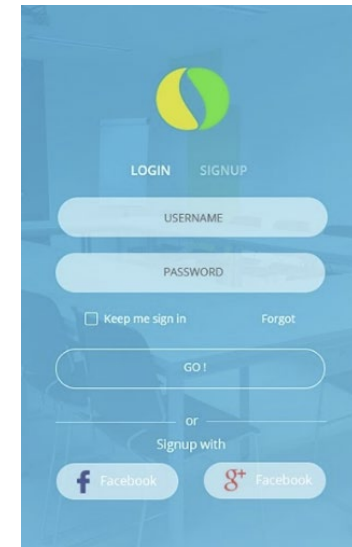 LOGIN SIGNUP
USERNAME
PASSWORD
Keep me sign in Forgot
GO !
or
Signup with
f Facebook g+ Facebook